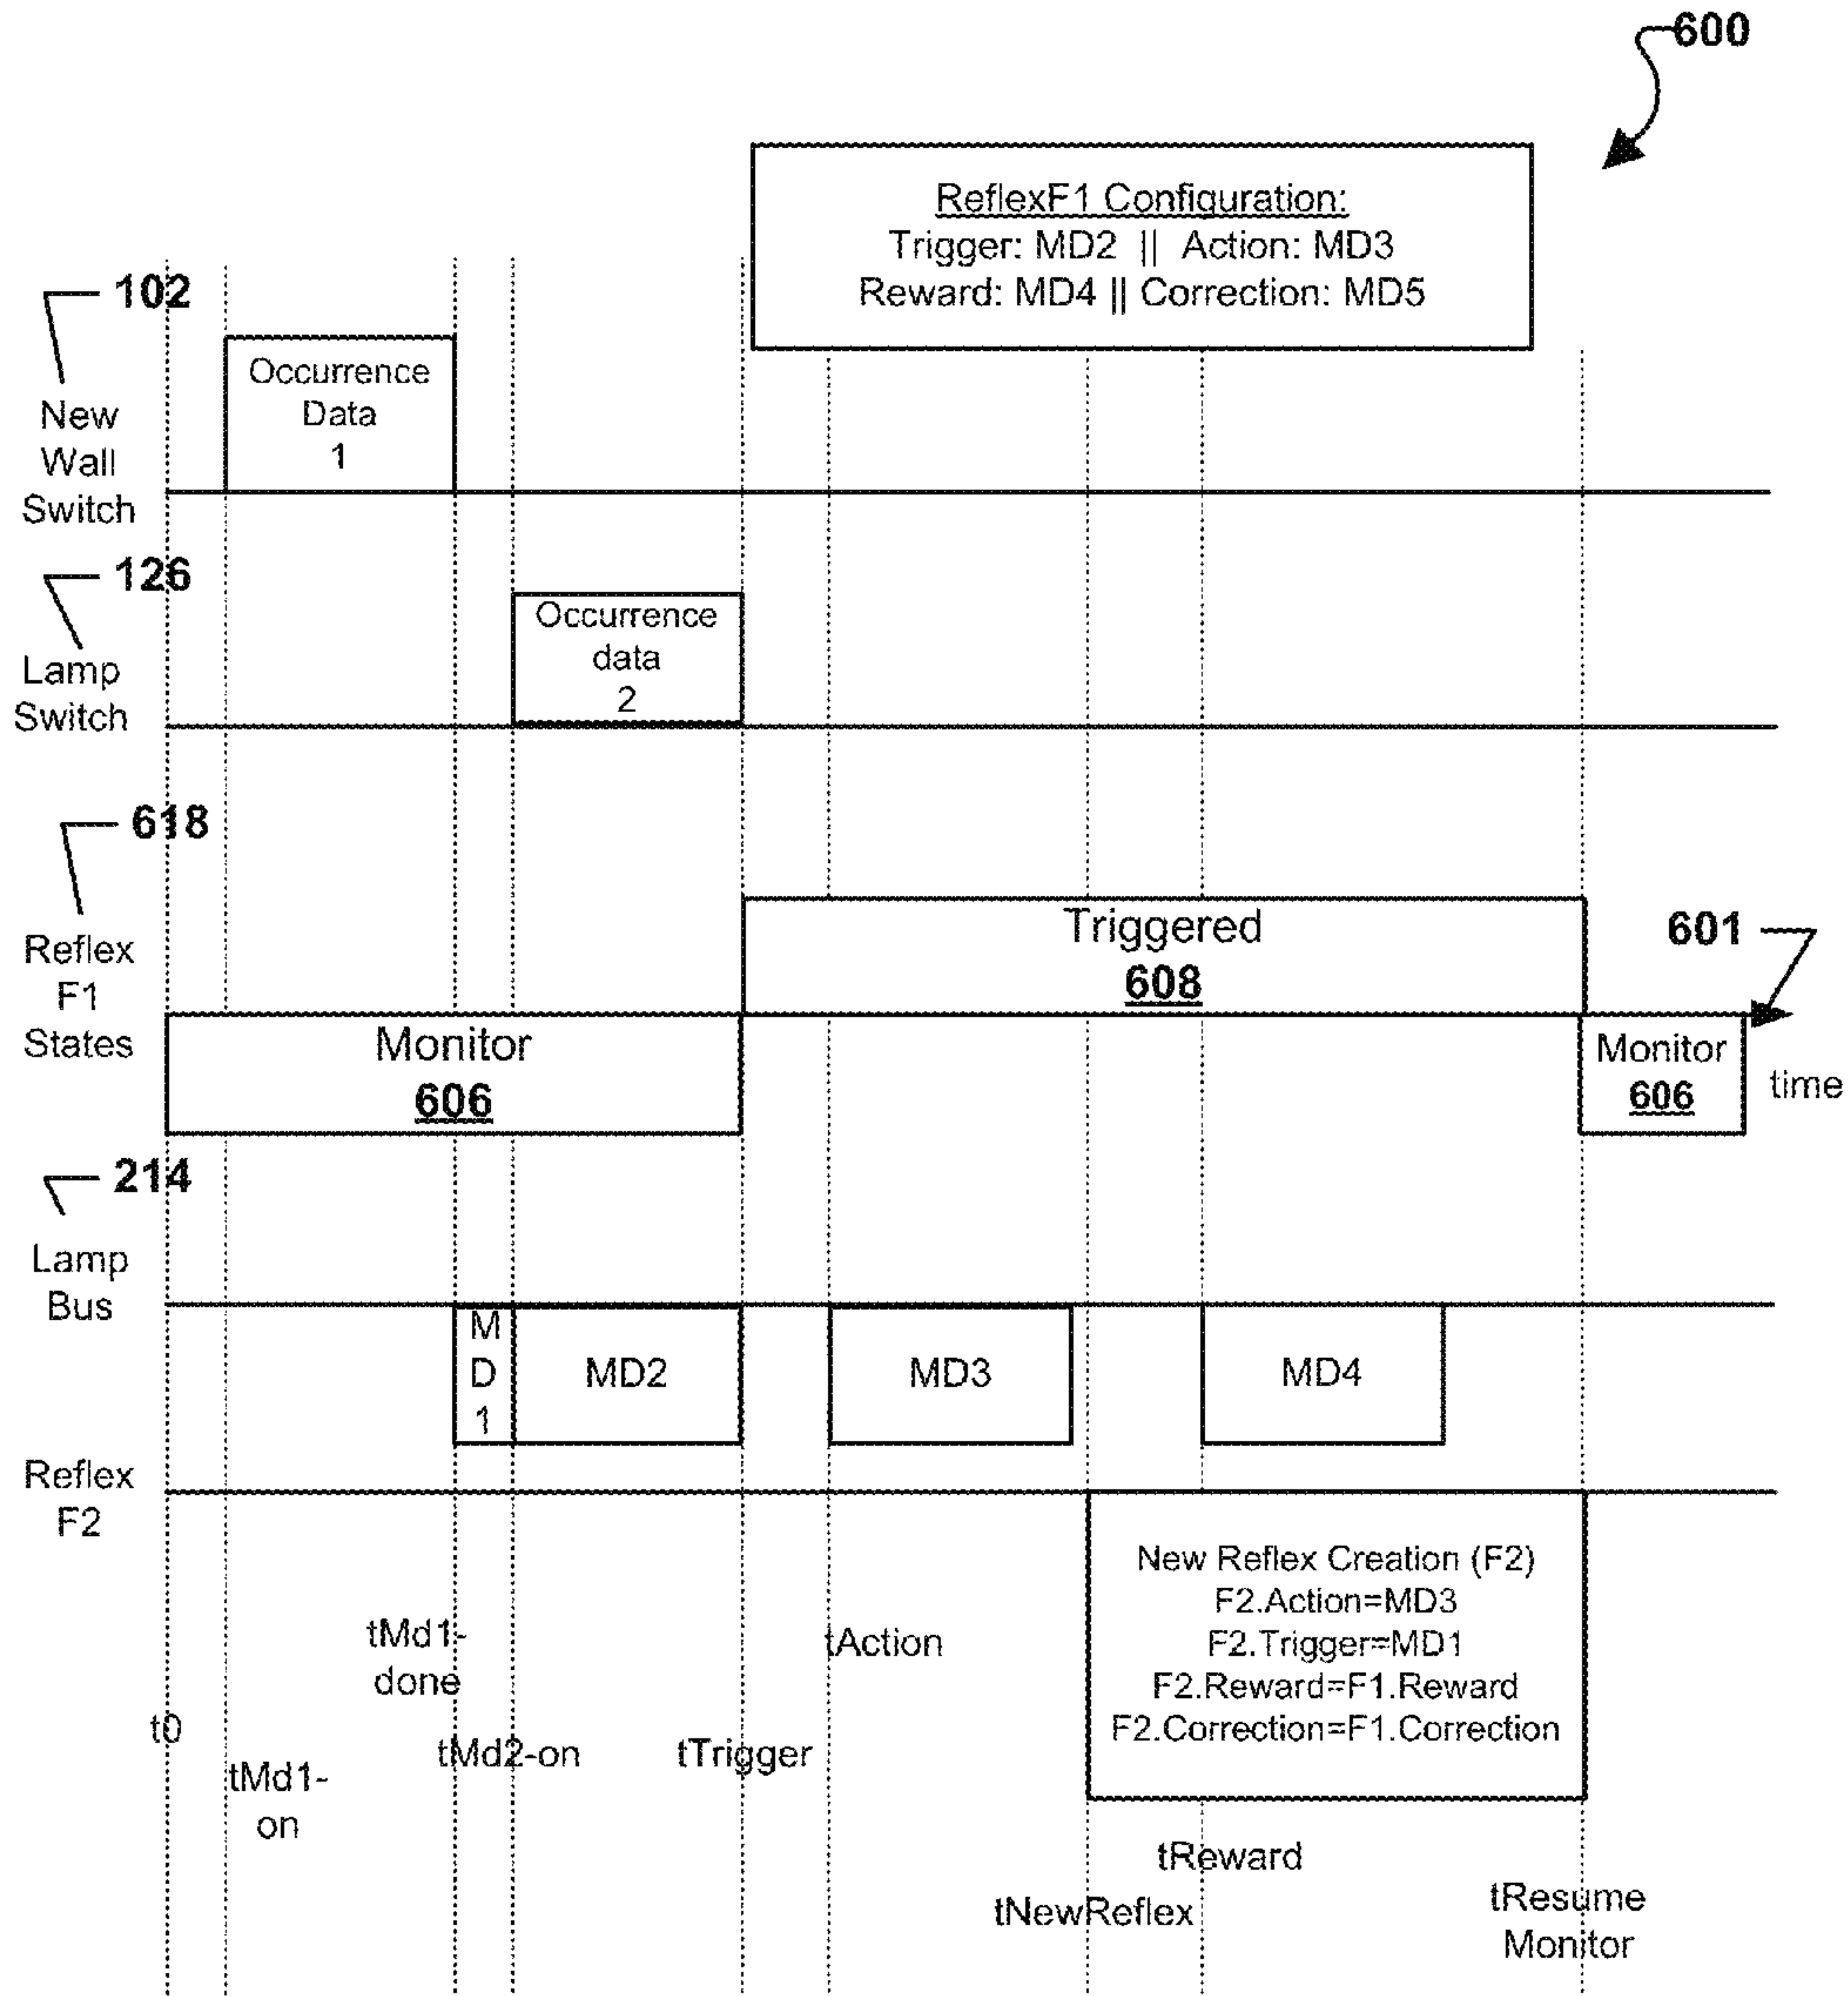 600
ReflexF1 Configuration:
Trigger: MD2 || Action: MD3
Reward: MD4 || Correction: MD5
102
New
Wall
Switch
Occurrence
Data
1
126
Lamp
Switch
Occurrence
data
2
618
Reflex
F1
States
Triggered
608
601
Monitor
606
Monitor
606
time
214
Lamp
Bus
M
D
1
MD2
MD3
MD4
Reflex
F2
New Reflex Creation (F2)
F2.Action=MD3
F2.Trigger=MD1
F2.Reward=F1.Reward
F2.Correction=F1.Correction
t0
tMd1-
on
tMd1-
done
tMd2-on
tTrigger
tAction
tNewReflex
tReward
tResume
Monitor